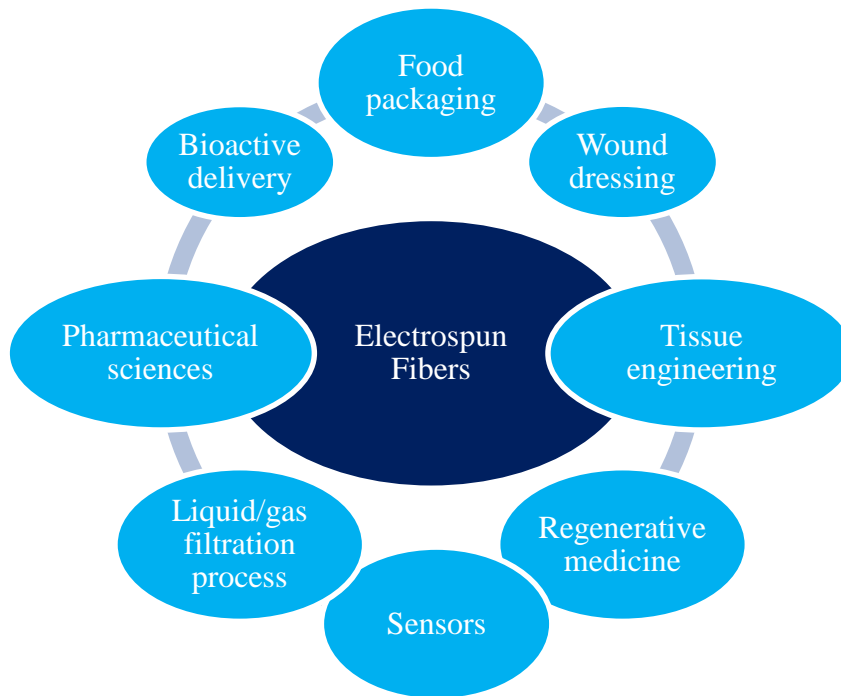 Food
packaging
Bioactive
delivery
Wound
dressing
Pharmaceutical
sciences
Electrospun
Fibers
Tissue
engineering
Liquid/gas
filtration
process
Regenerative
medicine
Sensors